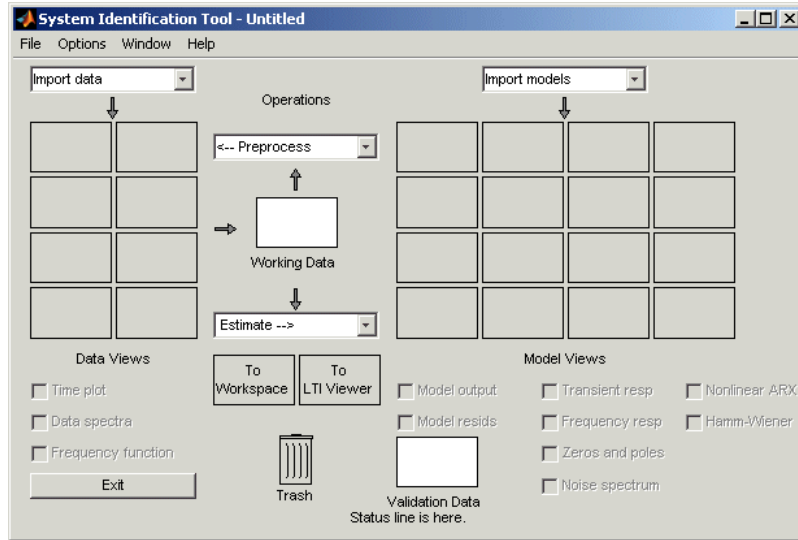 System Identification Tool - Untitled
File Options Window Help
Import data
Import models
Operations
<-- Preprocess
Working Data
Estimate -->
Data Views
Model Views
To Workspace
To LTI Viewer
Time plot
Data spectra
Frequency function
Model output
Model resids
Transient resp
Frequency resp
Zeros and poles
Noise spectrum
Nonlinear ARX
Hamm-Wiener
Exit
Trash
Validation Data
Status line is here.